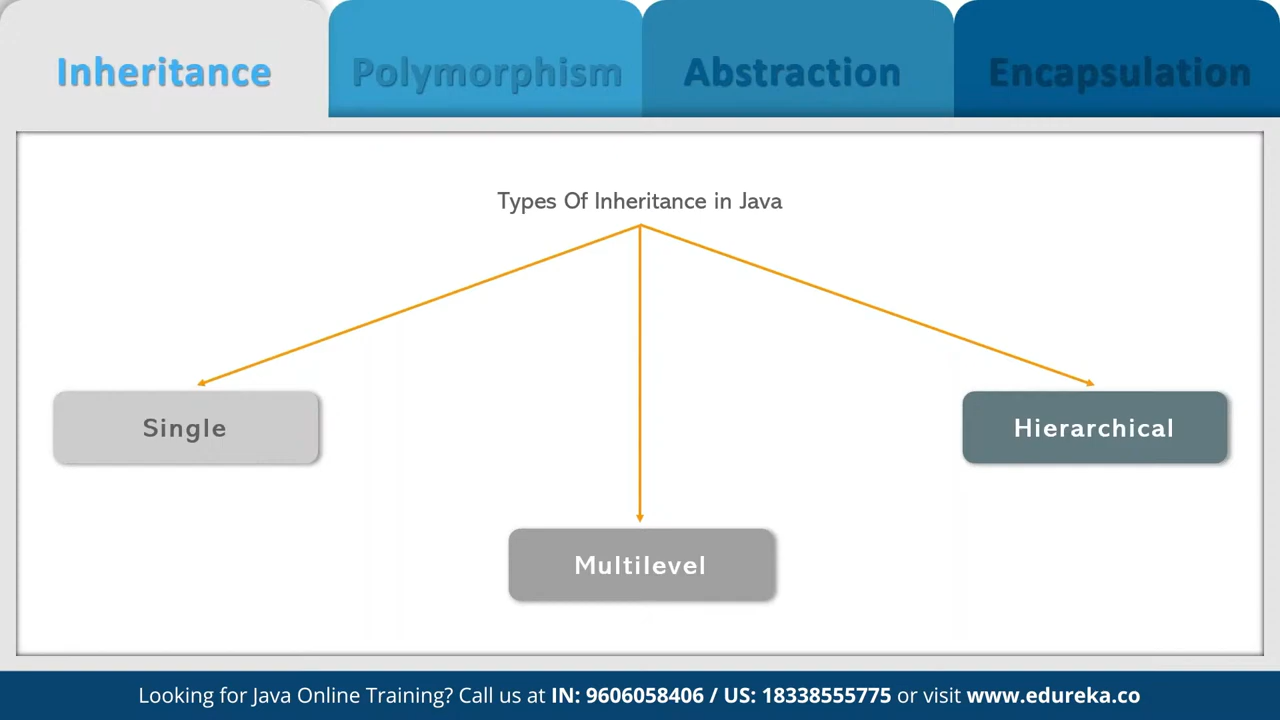 Inheritance
Polymorphism
Abstraction
Encapsulation
Types Of Inheritance in Java
Single
Hierarchical
Multilevel
Looking for Java Online Training? Call us at IN: 9606058406 / US: 18338555775 or visit www.edureka.co